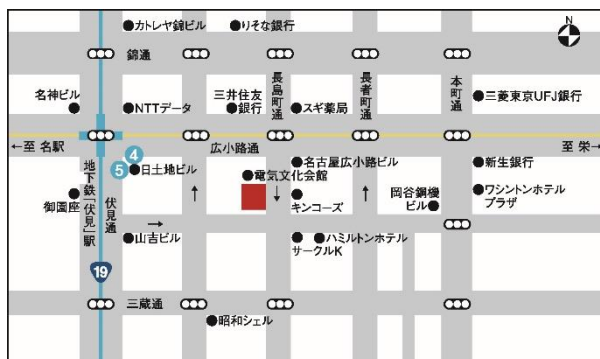 N
カトレヤ錦ビル
りそな銀行
錦通
長島町通
長者町通
本町通
名神ビル
NTTデータ
三井住友
銀行
スギ薬局
三菱東京UFJ銀行
←至 名駅
広小路通
至 栄→
地下鉄「伏見」駅
伏見通
4
5
日土地ビル
名古屋広小路ビル
新生銀行
電気文化会館
御園座
キンコーズ
岡谷鋼機
ビル
ワシントンホテル
プラザ
山吉ビル
サークルK
ハミルトンホテル
19
三蔵通
昭和シェル